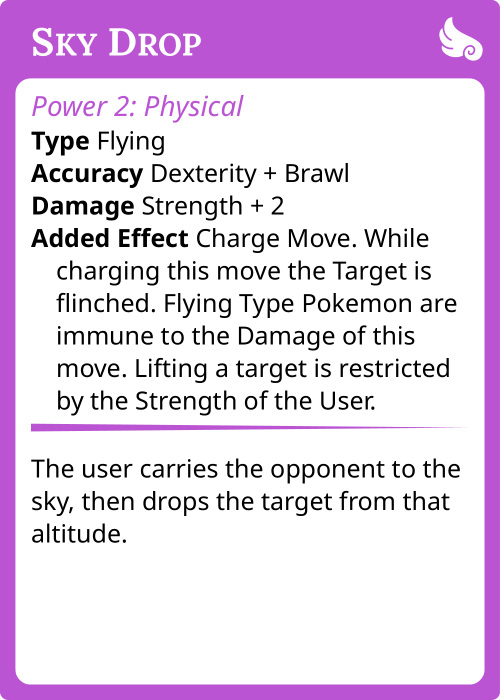 Sky Drop
Power 2: Physical
Type Flying
Accuracy Dexterity + Brawl
Damage Strength + 2
Added Effect Charge Move. While
charging this move the Target is
flinched. Flying Type Pokemon are
immune to the Damage of this
move. Lifting a target is restricted
by the Strength of the User.
The user carries the opponent to the
sky, then drops the target from that
altitude.